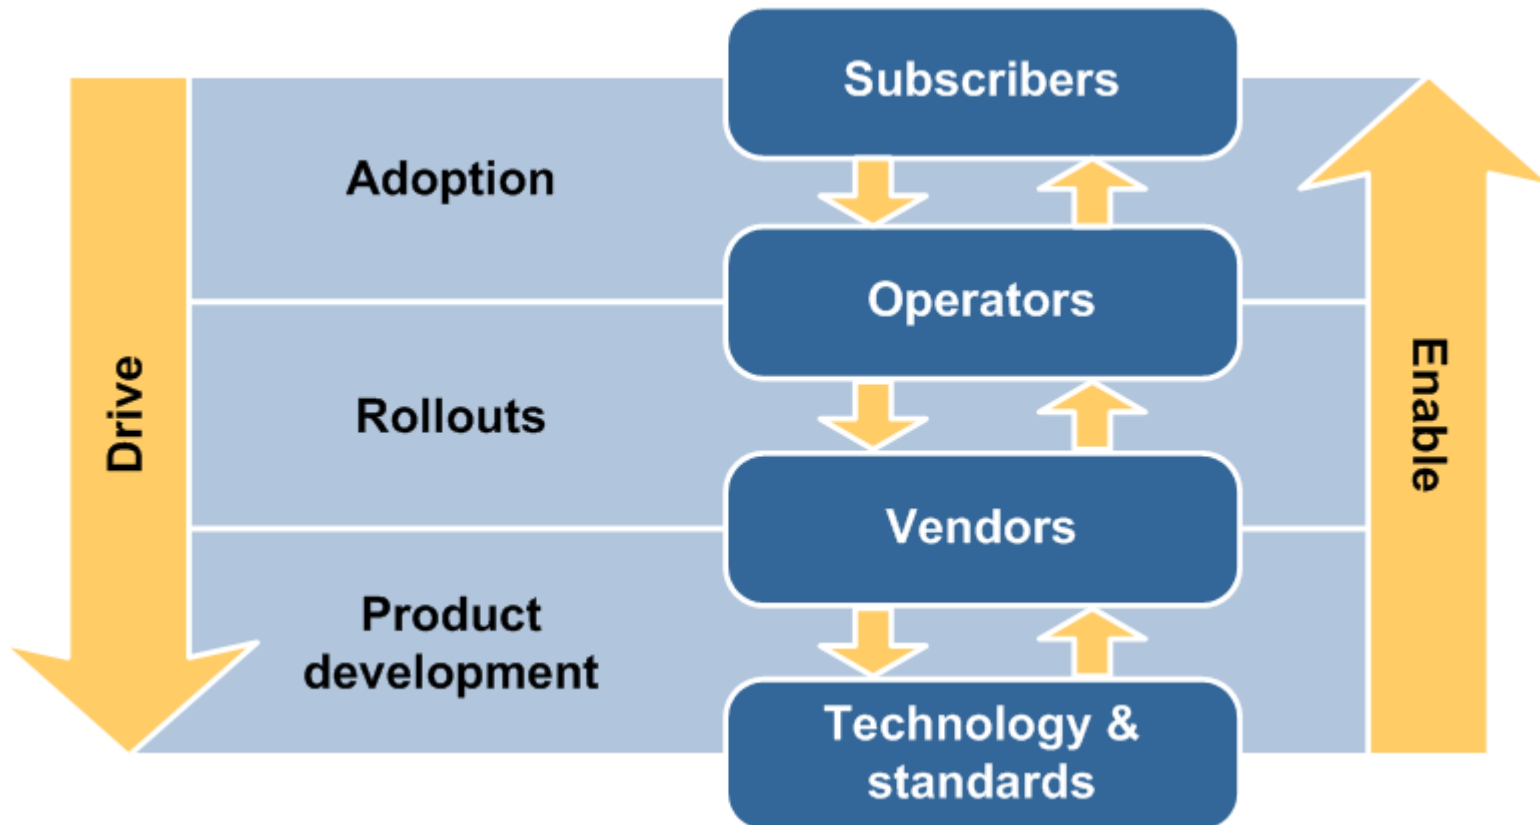 Subscribers
Adoption
Operators
Drive
Enable
Rollouts
Vendors
Product
development
Technology &
standards